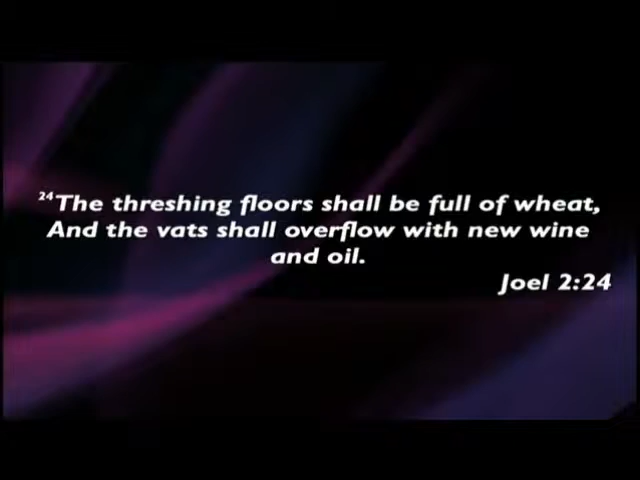 24The threshing floors shall be full of wheat,
And the vats shall overflow with new wine
and oil.
Joel 2:24